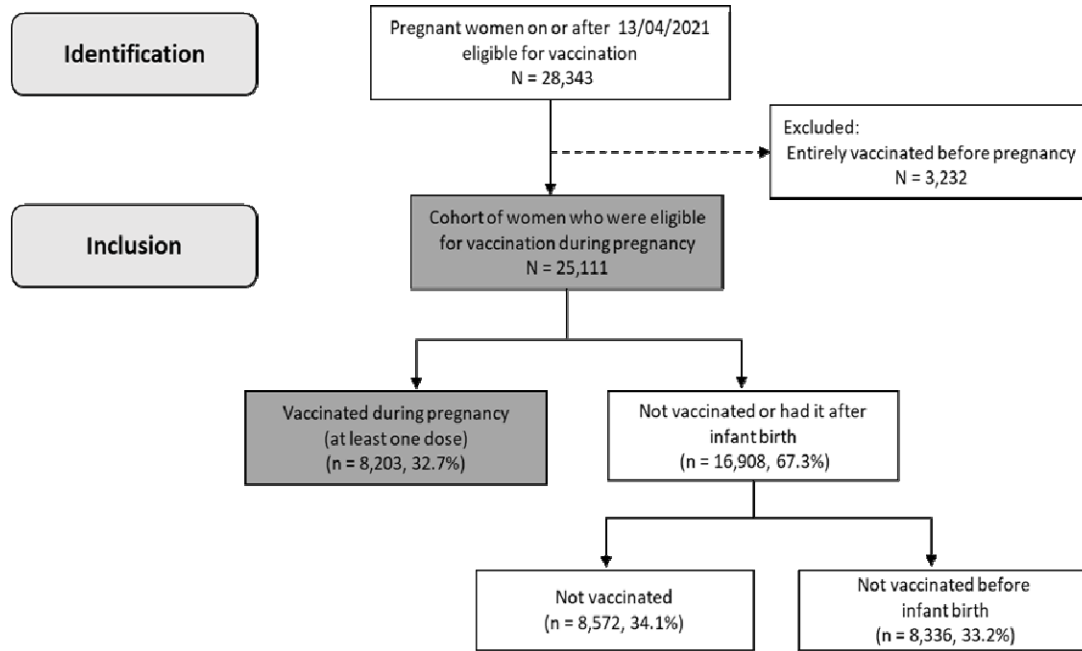 Identification
Pregnant women on or after 13/04/2021
eligible for vaccination
N = 28,343
Excluded:
Entirely vaccinated before pregnancy
N = 3,232
Inclusion
Cohort of women who were eligible
for vaccination during pregnancy
N = 25,111
Vaccinated during pregnancy
(at least one dose)
(n = 8,203, 32.7%)
Not vaccinated or had it after
infant birth
(n = 16,908, 67.3%)
Not vaccinated
(n = 8,572, 34.1%)
Not vaccinated before
infant birth
(n = 8,336, 33.2%)